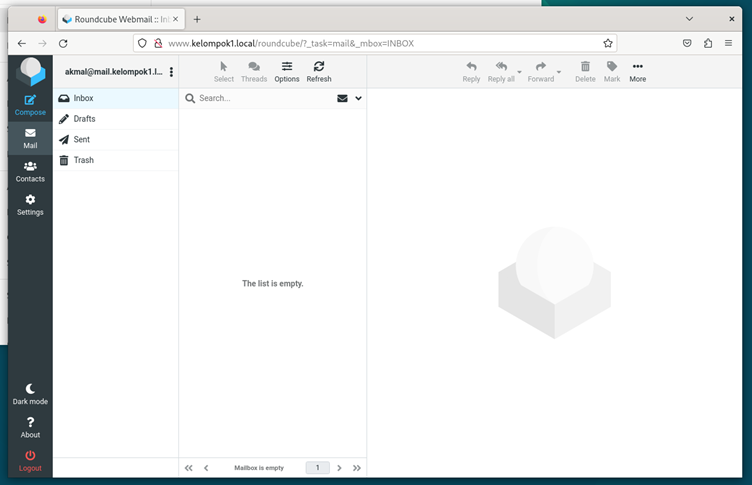 Roundcube Webmail :: In
www.kelompok1.local/roundcube/?_task=mail&_mbox=INBOX
akmal@mail.kelompok1.l...
Compose
Mail
Contacts
Settings
Dark mode
About
Logout
Inbox
Drafts
Sent
Trash
Select Threads Options Refresh
Search...
The list is empty.
Mailbox is empty 1
Reply Reply all Forward Delete Mark More